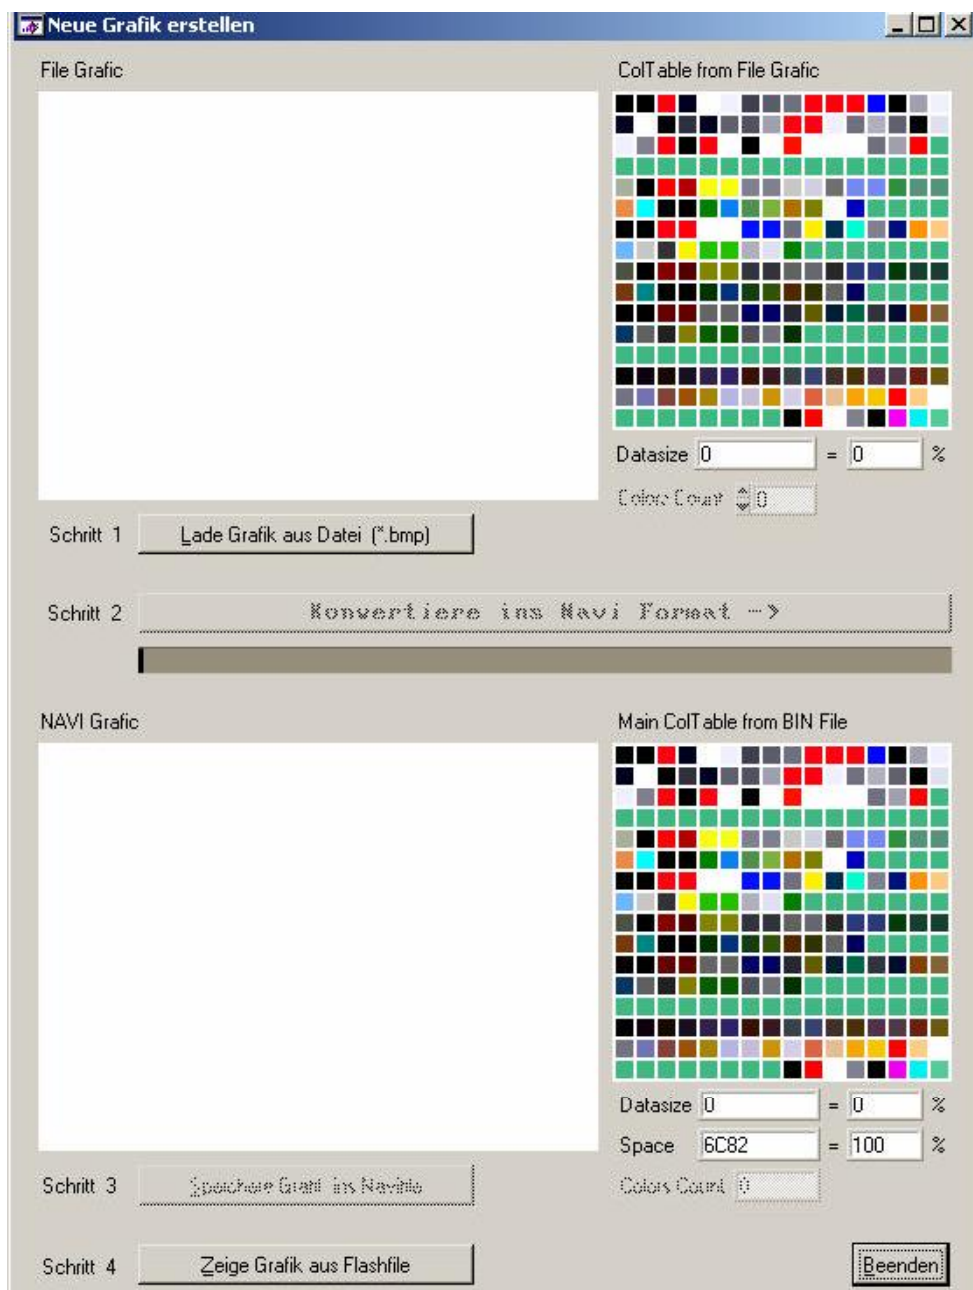 Neue Grafik erstellen
File Grafic
ColTable from File Grafic
Datasize 0 = 0 %
Colors Count 0
Schritt 1 Lade Grafik aus Datei (*.bmp)
Schritt 2 Konvertiere ins Navi Format -->
NAVI Grafic
Main ColTable from BIN File
Datasize 0 = 0 %
Space 6C82 = 100 %
Colors Count 0
Schritt 3 Speichere Grafik ins Navifile
Schritt 4 Zeige Grafik aus Flashfile
Beenden